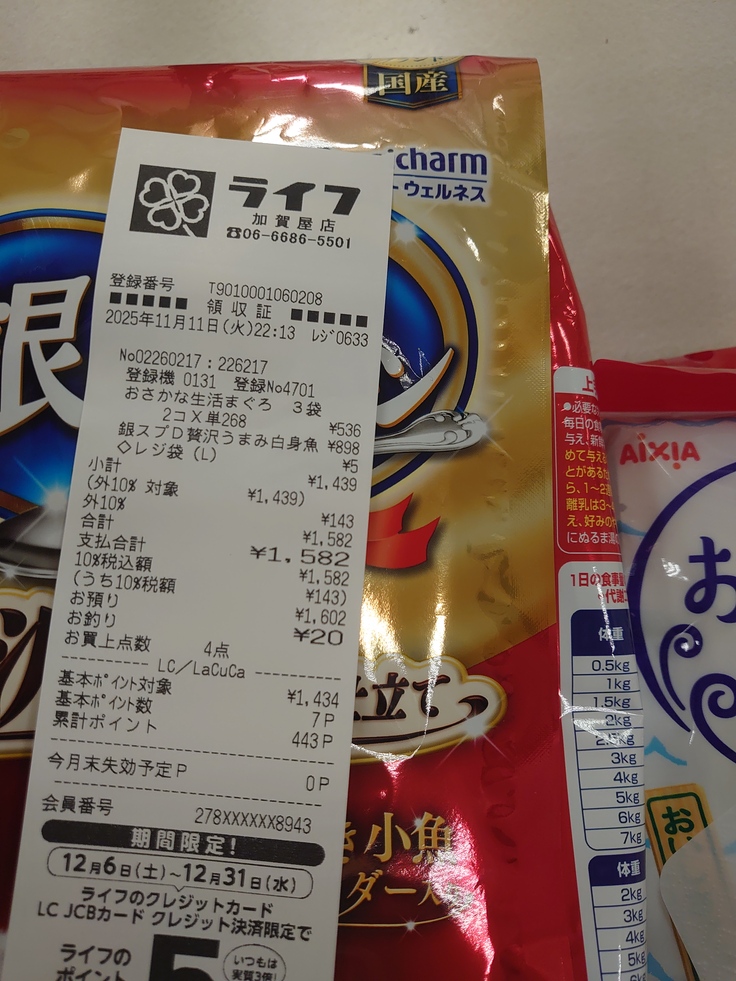 国産
charm
ウェルネス
銀
ライフ
加賀屋店
☎06-6686-5501
登録番号 T9010001060208
■■■■■ 領収証 ■■■■■
2025年11月11日(火)22:13 ﾚｼﾞ0633
No02260217:226217
登録機 0131 登録No4701
おさかな生活まぐろ 3袋
2コX単268 ¥536
銀スプD贅沢うまみ白身魚 ¥898
◇レジ袋(L) ¥5
小計 ¥1,439
(外10% 対象 ¥1,439)
外10% ¥143
合計 ¥1,582
支払合計 ¥1,582
10%税込額 ¥1,582
(うち10%税額 ¥143)
お預り ¥1,602
お釣り ¥20
お買上点数 4点
---------- LC/LaCuCa ----------
基本ﾎﾟｲﾝﾄ対象 ¥1,434
基本ﾎﾟｲﾝﾄ数 7P
累計ポイント 443P
今月末失効予定P 0P
会員番号 278XXXXXX8943
期間限定!
12月6日(土)~12月31日(水)
ライフのクレジットカード
LC JCBカード クレジット決済限定で
ライフの
ポイント
5
いつもは
実質3倍!
仕立て
小魚
体重
0.5kg
1kg
1.5kg
2kg
2.5kg
3kg
4kg
5kg
6kg
7kg
体重
2kg
3kg
4kg
5kg
6kg
AIXIA
お
おい